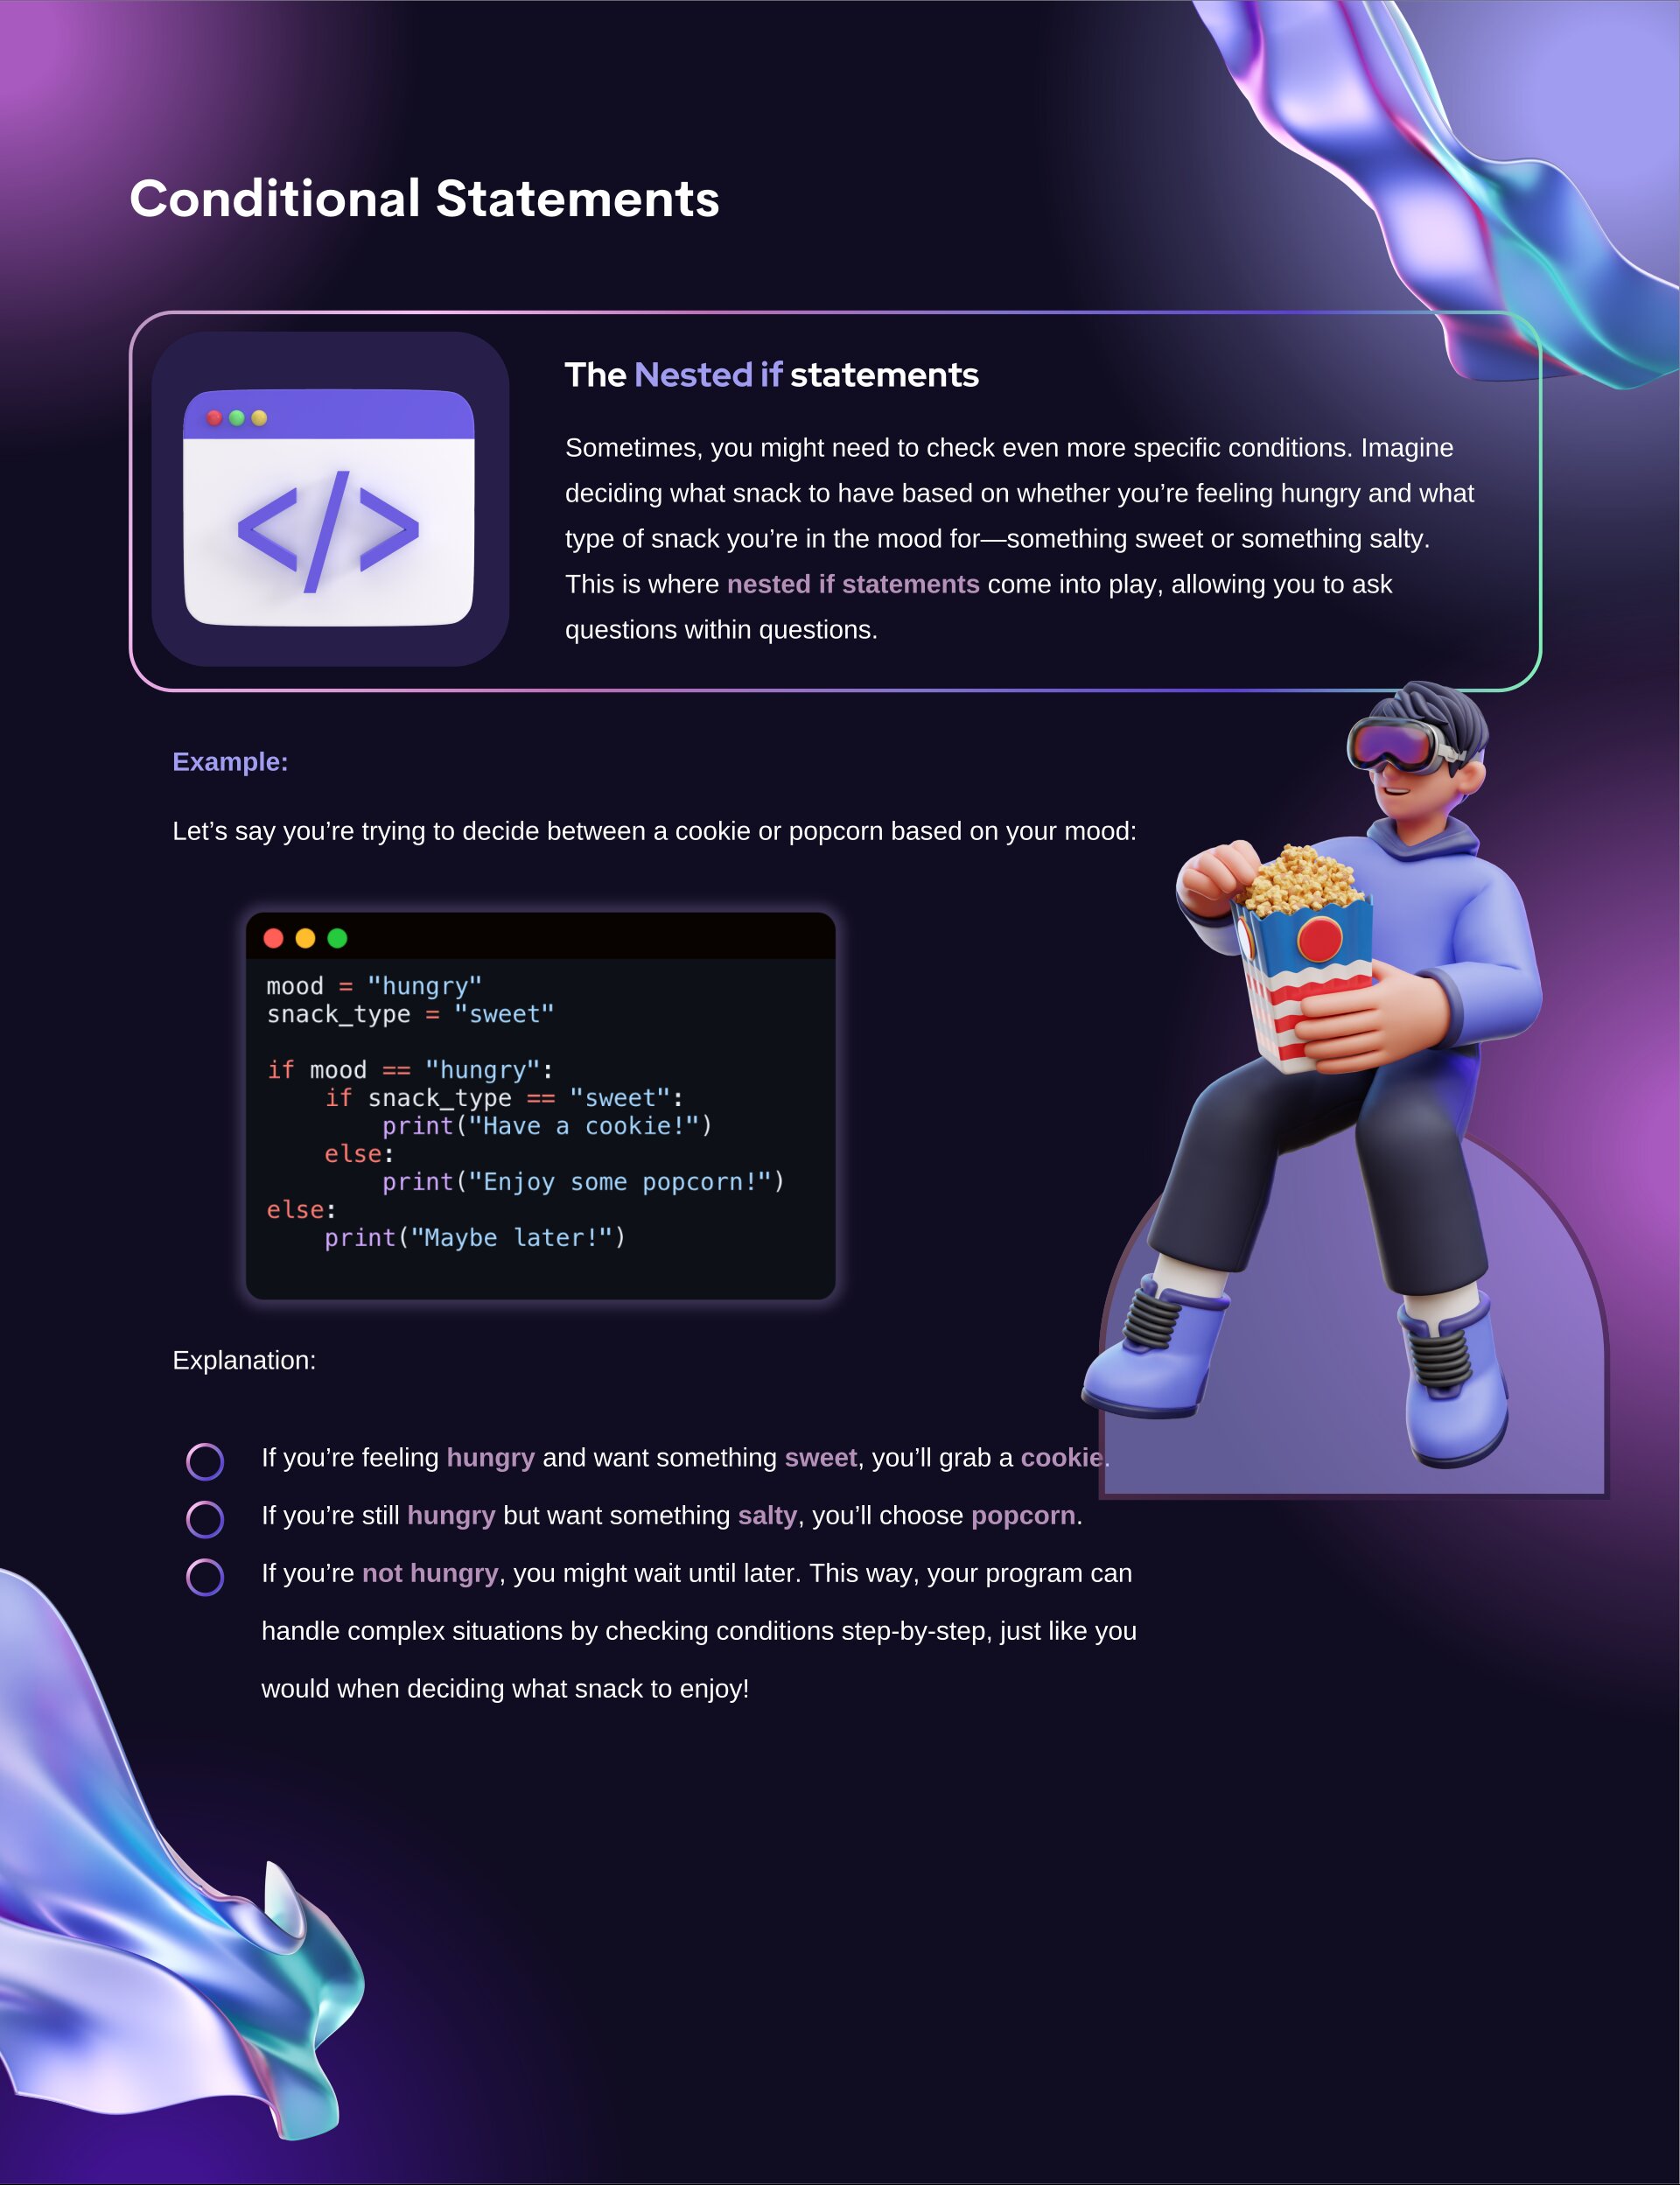 Conditional Statements
</>
The Nested if statements
Sometimes, you might need to check even more specific conditions. Imagine
deciding what snack to have based on whether you’re feeling hungry and what
type of snack you’re in the mood for—something sweet or something salty.
This is where nested if statements come into play, allowing you to ask
questions within questions.
Example:
Let’s say you’re trying to decide between a cookie or popcorn based on your mood:
mood = "hungry"
snack_type = "sweet"
if mood == "hungry":
    if snack_type == "sweet":
        print("Have a cookie!")
    else:
        print("Enjoy some popcorn!")
else:
    print("Maybe later!")
Explanation:
If you’re feeling hungry and want something sweet, you’ll grab a cookie.
If you’re still hungry but want something salty, you’ll choose popcorn.
If you’re not hungry, you might wait until later. This way, your program can
handle complex situations by checking conditions step-by-step, just like you
would when deciding what snack to enjoy!